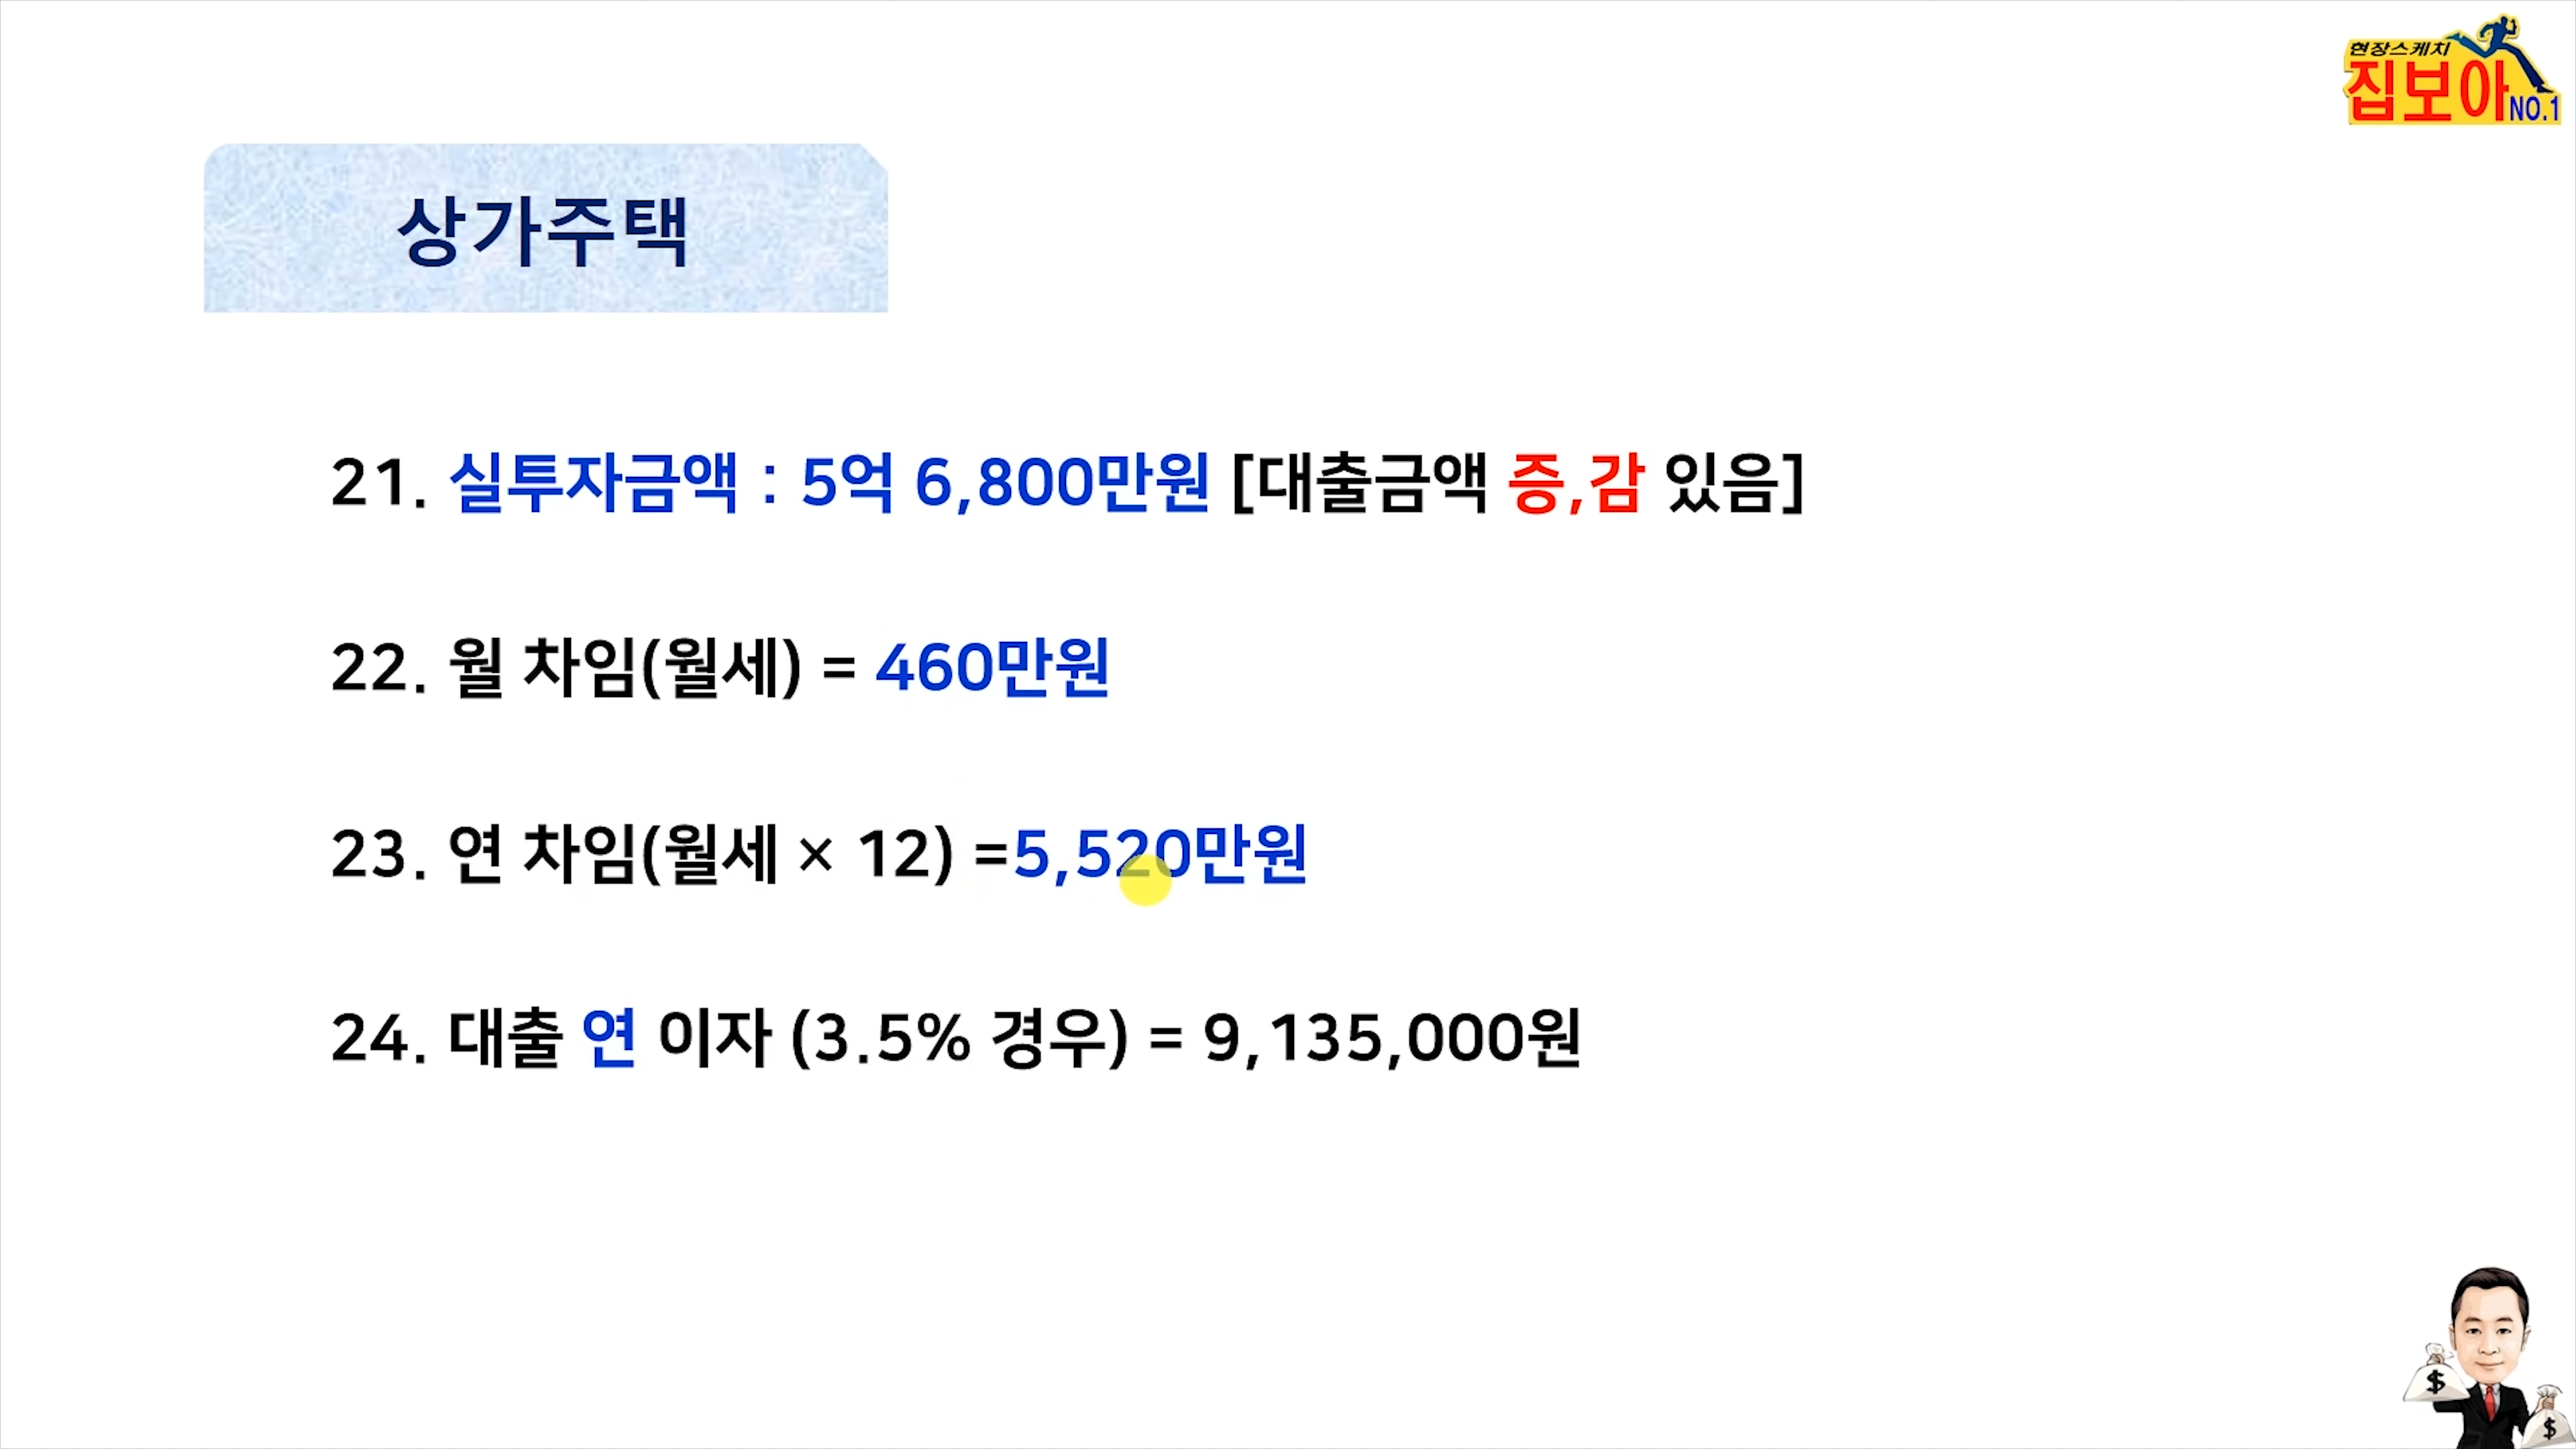 현장스케치
집보아 NO.1
상가주택
21. 실투자금액 : 5억 6,800만원 [대출금액 증,감 있음]
22. 월 차임(월세) = 460만원
23. 연 차임(월세 × 12) =5,520만원
24. 대출 연 이자 (3.5% 경우) = 9,135,000원
$
$